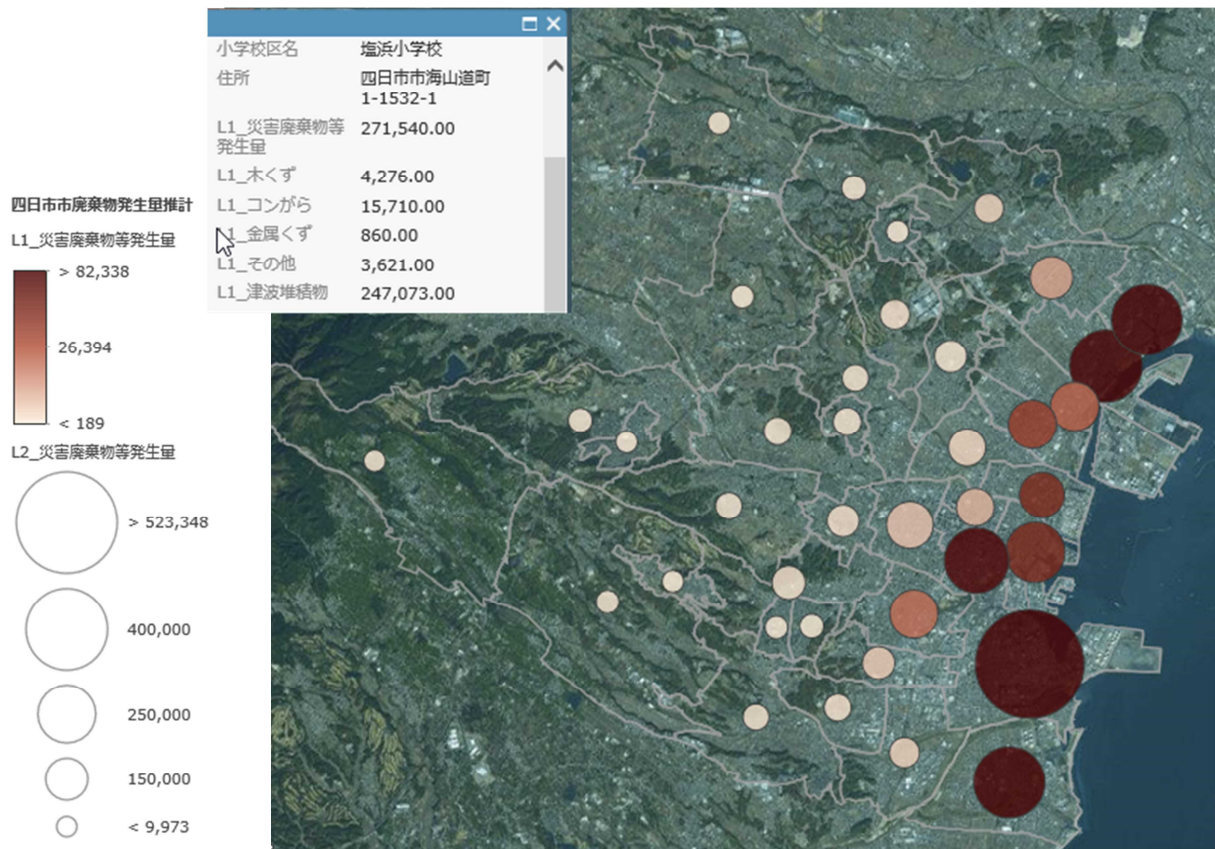 小学校区名 塩浜小学校
住所 四日市市海山道町
1-1532-1
L1_災害廃棄物等 271,540.00
発生量
L1_木くず 4,276.00
L1_コンがら 15,710.00
L1_金属くず 860.00
L1_その他 3,621.00
L1_津波堆積物 247,073.00
四日市市廃棄物発生量推計
L1_災害廃棄物等発生量
> 82,338
26,394
< 189
L2_災害廃棄物等発生量
> 523,348
400,000
250,000
150,000
< 9,973